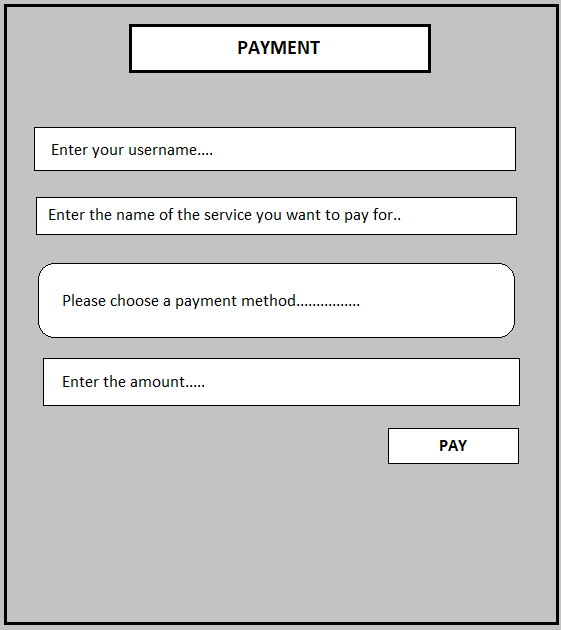 PAYMENT
Enter your username....
Enter the name of the service you want to pay for..
Please choose a payment method................
Enter the amount.....
PAY